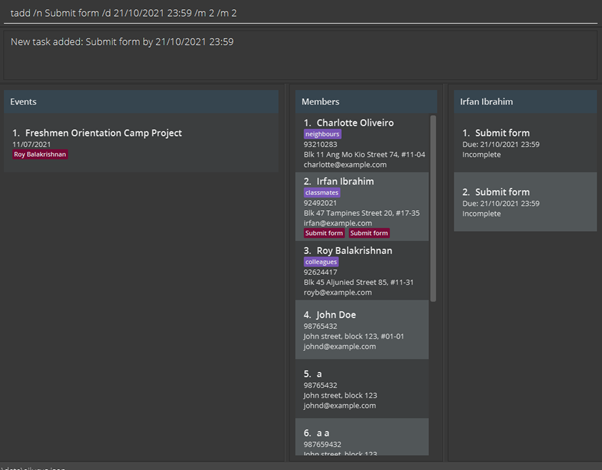 tadd /n Submit form /d 21/10/2021 23:59 /m 2 /m 2
New task added: Submit form by 21/10/2021 23:59
Events
1. Freshmen Orientation Camp Project
11/07/2021
Roy Balakrishnan
Members
1. Charlotte Oliveiro
neighbours
93210283
Blk 11 Ang Mo Kio Street 74, #11-04
charlotte@example.com
2. Irfan Ibrahim
classmates
92492021
Blk 47 Tampines Street 20, #17-35
irfan@example.com
Submit form Submit form
3. Roy Balakrishnan
colleagues
92624417
Blk 45 Aljunied Street 85, #11-31
royb@example.com
4. John Doe
98765432
John street, block 123, #01-01
johnd@example.com
5. a
98765432
John street, block 123
johnd@example.com
6. a a
987659432
John street, block 123
Irfan Ibrahim
1. Submit form
Due: 21/10/2021 23:59
Incomplete
2. Submit form
Due: 21/10/2021 23:59
Incomplete